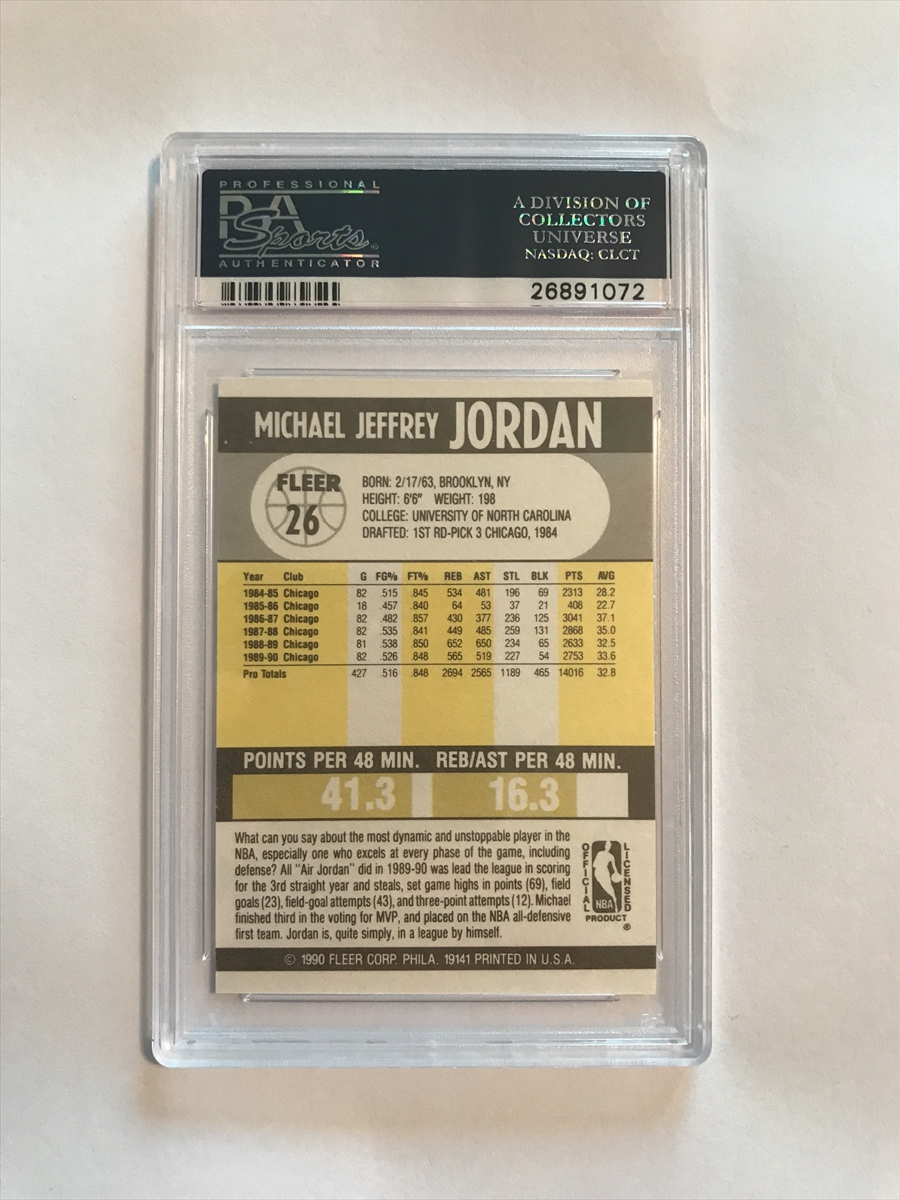 PROFESSIONAL
PSA
Sports
AUTHENTICATOR
A DIVISION OF
COLLECTORS
UNIVERSE
NASDAQ: CLCT
26891072
MICHAEL JEFFREY JORDAN
FLEER
26
BORN: 2/17/63, BROOKLYN, NY
HEIGHT: 6'6" WEIGHT: 198
COLLEGE: UNIVERSITY OF NORTH CAROLINA
DRAFTED: 1ST RD-PICK 3 CHICAGO, 1984
Year Club G FG% FT% REB AST STL BLK PTS AVG
1984-85 Chicago 82 .515 .845 534 481 196 69 2313 28.2
1985-86 Chicago 18 .457 .840 64 53 37 21 408 22.7
1986-87 Chicago 82 .482 .857 430 377 236 125 3041 37.1
1987-88 Chicago 82 .535 .841 449 485 259 131 2868 35.0
1988-89 Chicago 81 .538 .850 652 650 234 65 2633 32.5
1989-90 Chicago 82 .526 .848 565 519 227 54 2753 33.6
Pro Totals 427 .516 .848 2694 2565 1189 465 14016 32.8
POINTS PER 48 MIN. REB/AST PER 48 MIN.
41.3 16.3
What can you say about the most dynamic and unstoppable player in the
NBA, especially one who excels at every phase of the game, including
defense? All "Air Jordan" did in 1989-90 was lead the league in scoring
for the 3rd straight year and steals, set game highs in points (69), field
goals (23), field-goal attempts (43), and three-point attempts (12). Michael
finished third in the voting for MVP, and placed on the NBA all-defensive
first team. Jordan is, quite simply, in a league by himself.
OFFICIAL
LICENSED
NBA
PRODUCT
®
© 1990 FLEER CORP. PHILA. 19141 PRINTED IN U.S.A.